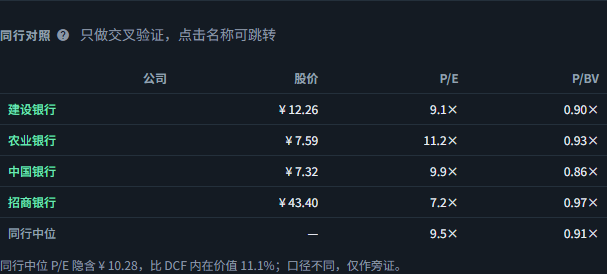 同行对照 ? 只做交叉验证，点击名称可跳转
公司 股价 P/E P/BV
建设银行 ¥12.26 9.1× 0.90×
农业银行 ¥7.59 11.2× 0.93×
中国银行 ¥7.32 9.9× 0.86×
招商银行 ¥43.40 7.2× 0.97×
同行中位 — 9.5× 0.91×
同行中位 P/E 隐含 ¥10.28，比 DCF 内在价值 11.1%；口径不同，仅作旁证。